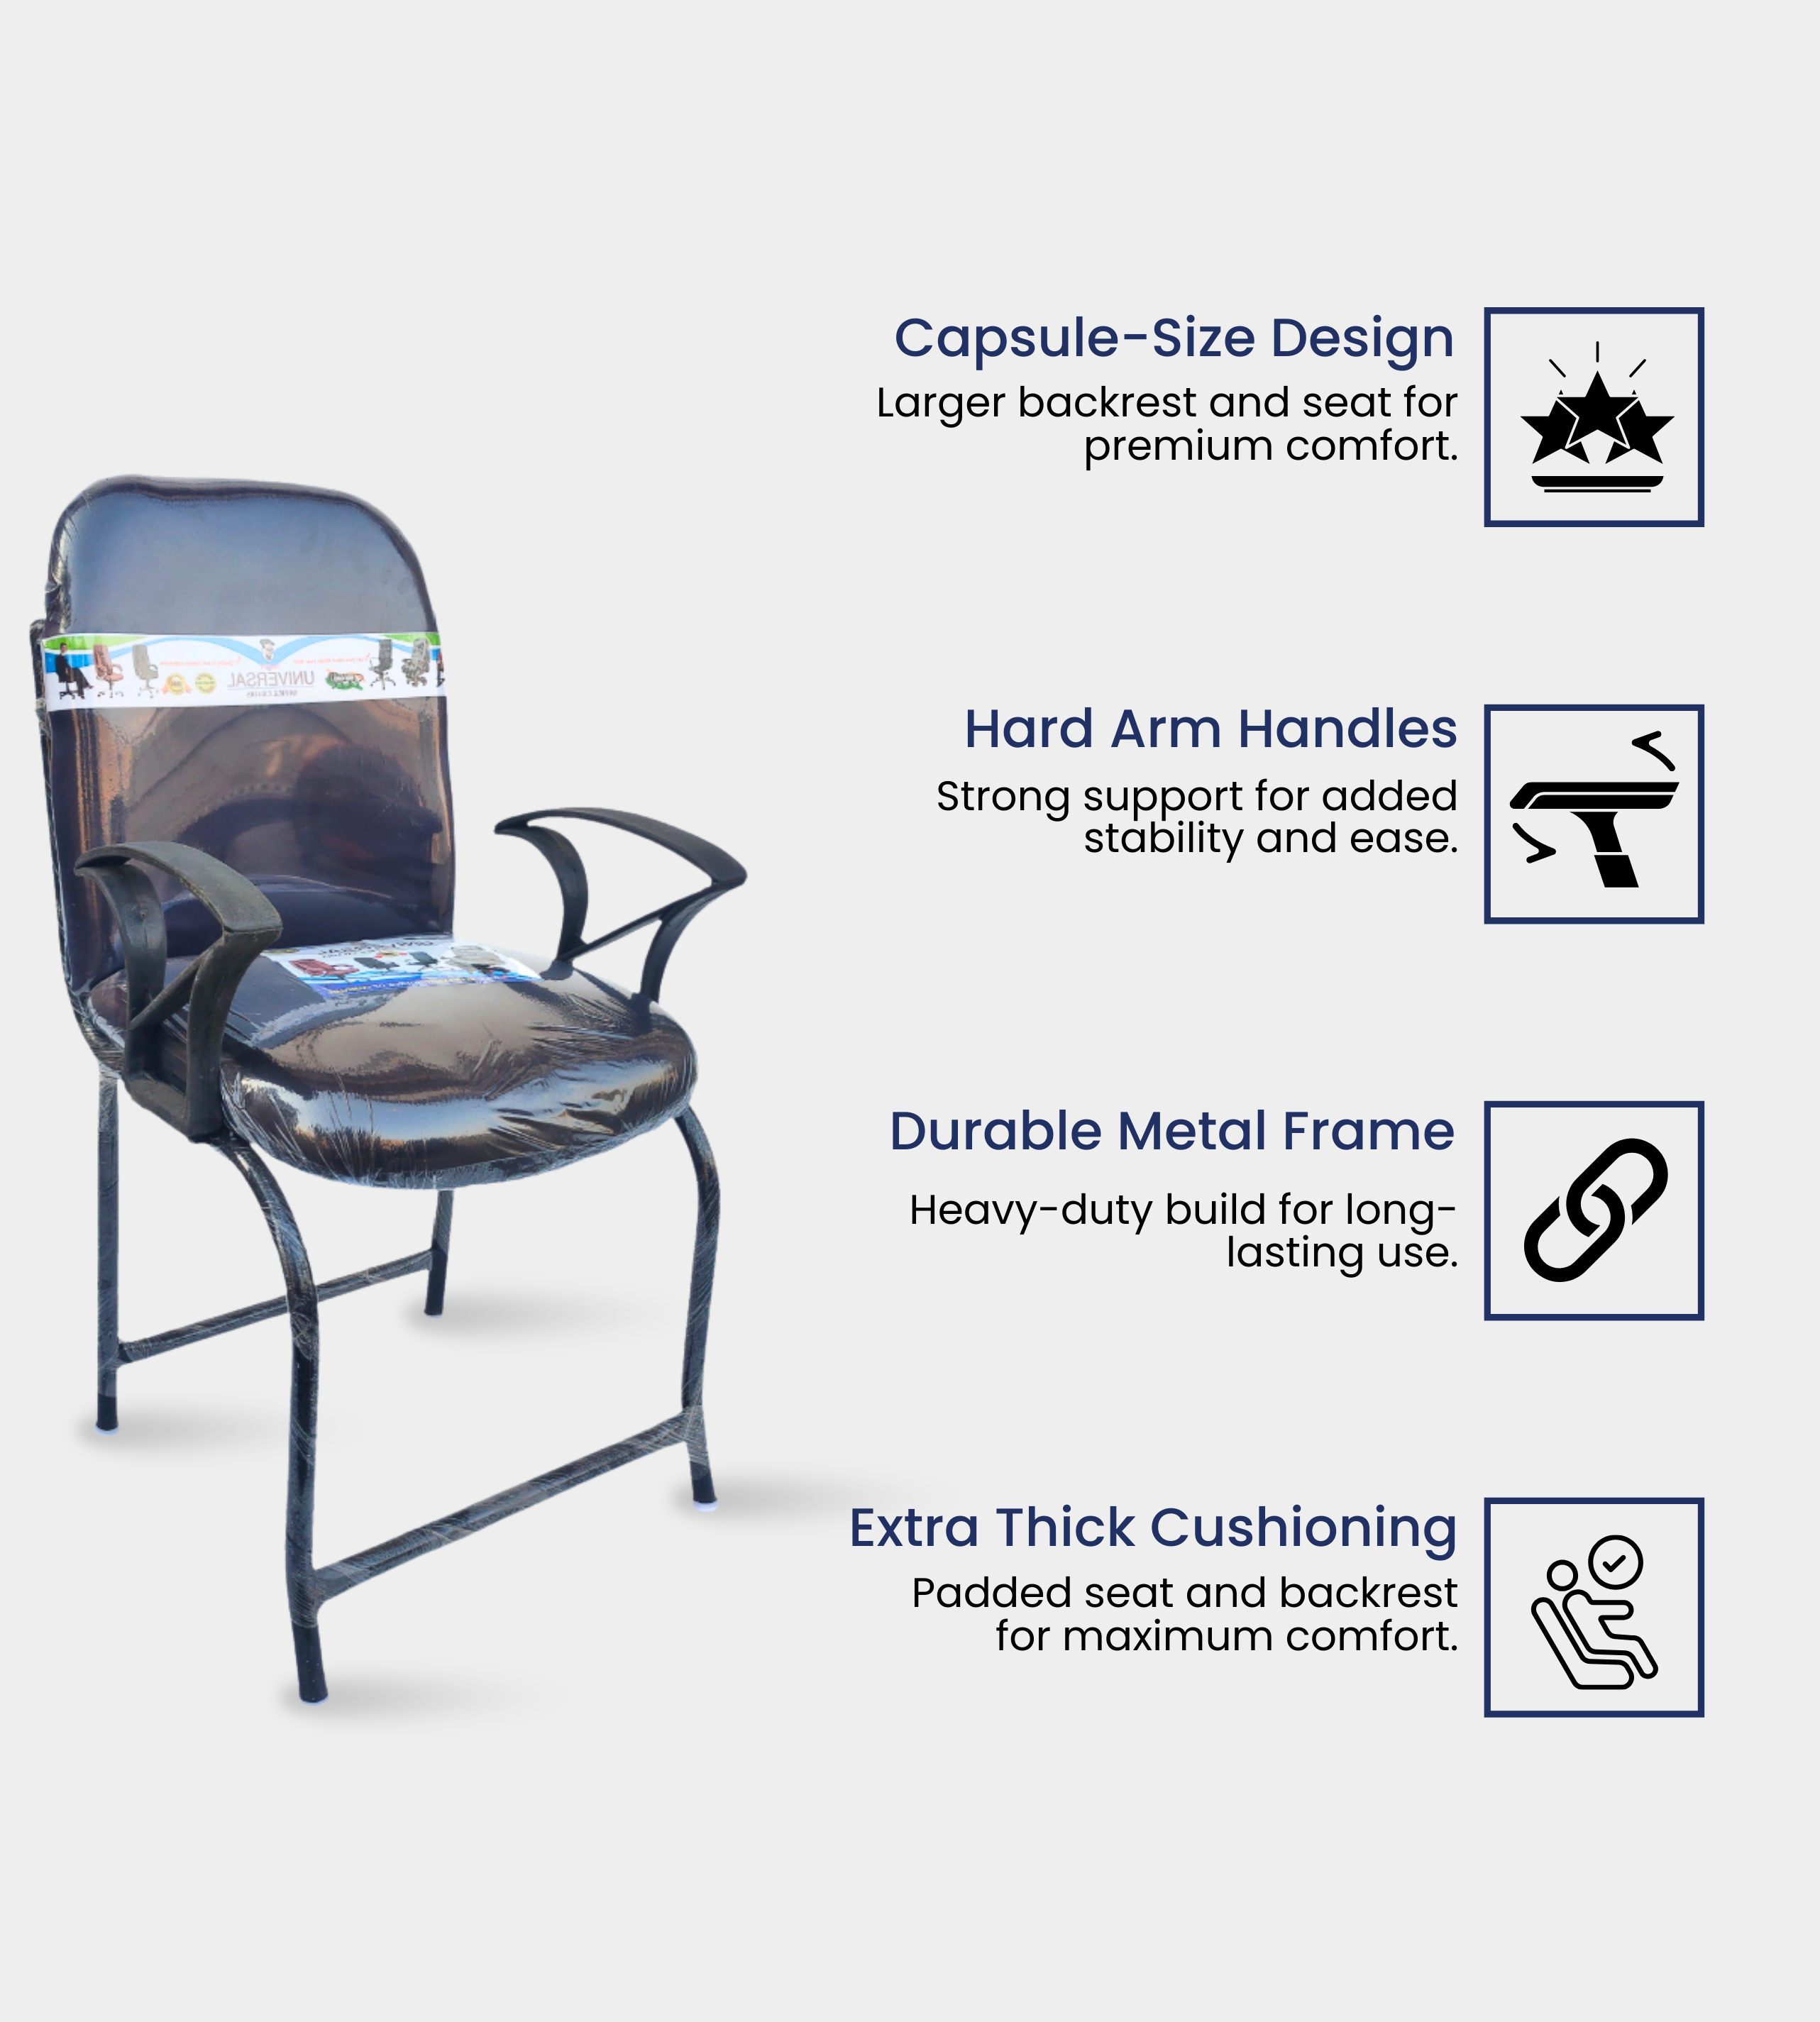 Capsule-Size Design
Larger backrest and seat for
premium comfort.
UNIVERSAL
Hard Arm Handles
Strong support for added
stability and ease.
Durable Metal Frame
Heavy-duty build for long-
lasting use.
Extra Thick Cushioning
Padded seat and backrest
for maximum comfort.